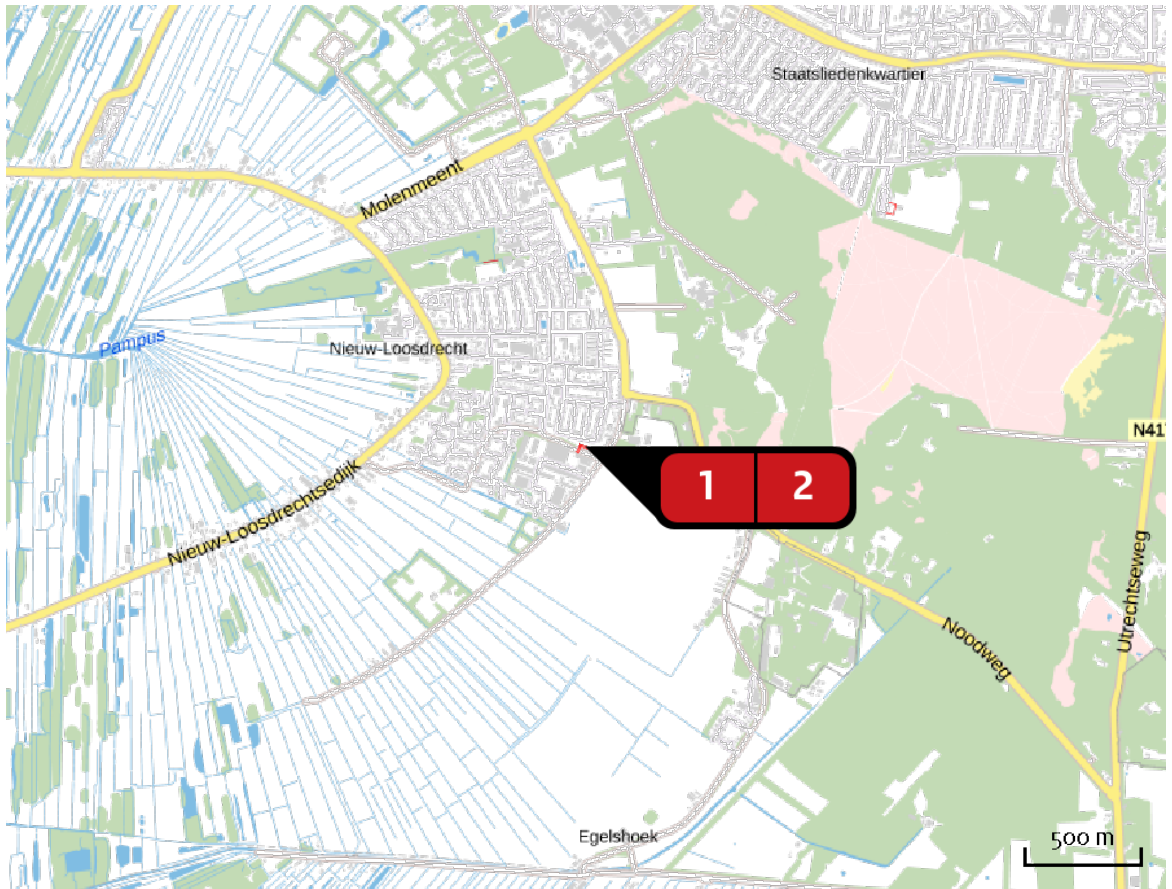 Staatsliedenkwartier
Molenmeent
Pampus
Nieuw-Loosdrecht
N417
1 2
Nieuw-Loosdrechtsedijk
Utrechtseweg
Noodweg
Egelshoek
500 m